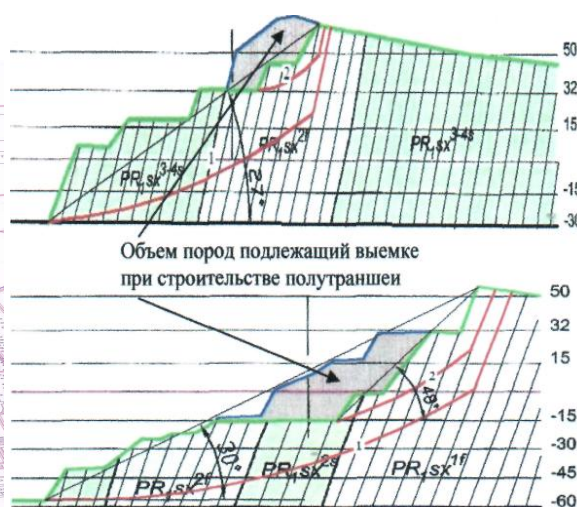 50
32
15
-15
-30
2
1
PR₁sx³⁻⁴ˢ
PR₁sx²ᶠ
PR₁sx³⁻⁴ˢ
27°
Объем пород подлежащий выемке
при строительстве полутраншеи
50
32
15
-15
-30
-45
-60
2
1
48°
30°
PR₁sx²ᶠ
PR₁sx²ˢ
PR₁sx¹ᶠ